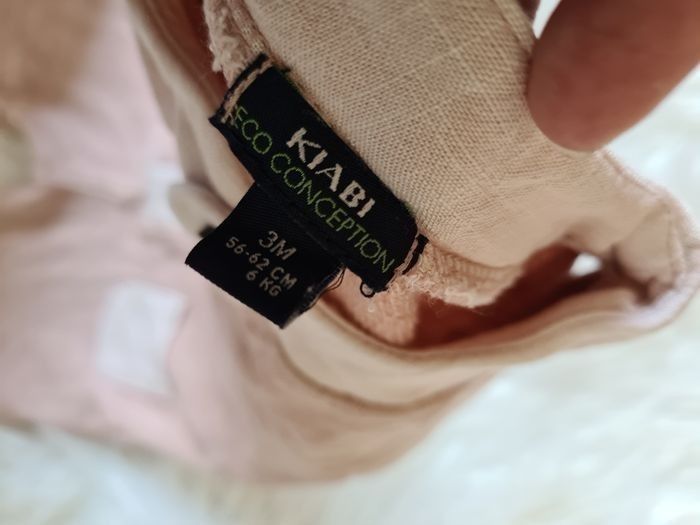 KIABI
ECO CONCEPTION
3M
56-62 CM
6 KG